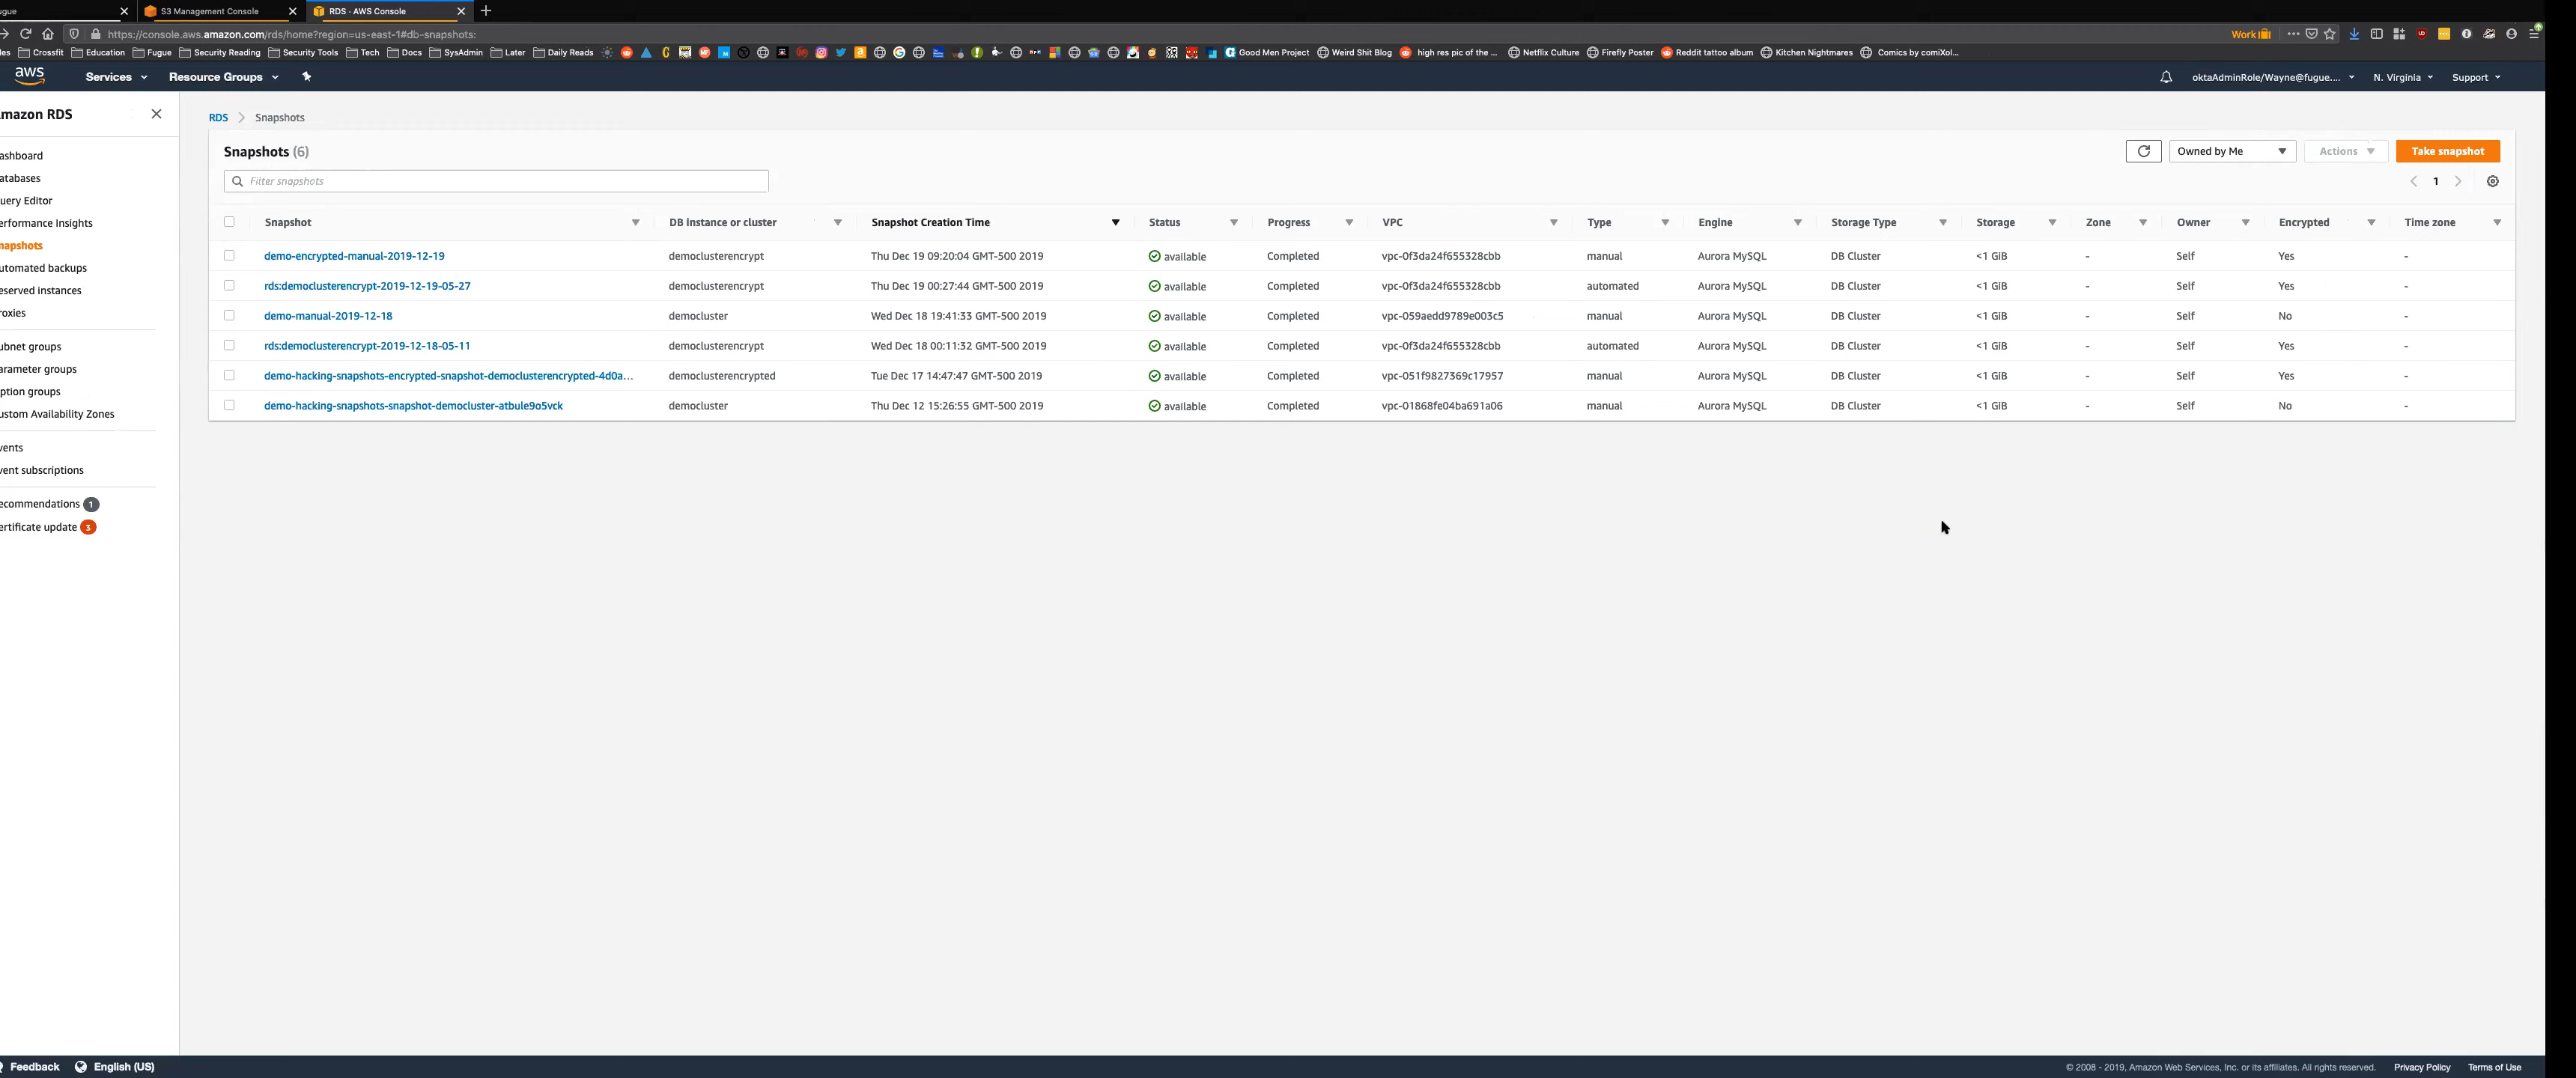 ugue S3 Management Console RDS · AWS Console
https://console.aws.amazon.com/rds/home?region=us-east-1#db-snapshots: Work
les Crossfit Education Fugue Security Reading Security Tools Tech Docs SysAdmin Later Daily Reads Good Men Project Weird Shit Blog high res pic of the ... Netflix Culture Firefly Poster Reddit tattoo album Kitchen Nightmares Comics by comiXol...
aws Services Resource Groups oktaAdminRole/Wayne@fugue.... N. Virginia Support
mazon RDS
ashboard
atabases
uery Editor
erformance Insights
napshots
utomated backups
eserved instances
roxies
ubnet groups
arameter groups
ption groups
ustom Availability Zones
vents
vent subscriptions
ecommendations 1
ertificate update 3
RDS > Snapshots
Snapshots (6) Owned by Me Actions Take snapshot
Filter snapshots 1
Snapshot DB instance or cluster Snapshot Creation Time Status Progress VPC Type Engine Storage Type Storage Zone Owner Encrypted Time zone
demo-encrypted-manual-2019-12-19 democlusterencrypt Thu Dec 19 09:20:04 GMT-500 2019 available Completed vpc-0f3da24f655328cbb manual Aurora MySQL DB Cluster <1 GiB - Self Yes -
rds:democlusterencrypt-2019-12-19-05-27 democlusterencrypt Thu Dec 19 00:27:44 GMT-500 2019 available Completed vpc-0f3da24f655328cbb automated Aurora MySQL DB Cluster <1 GiB - Self Yes -
demo-manual-2019-12-18 democluster Wed Dec 18 19:41:33 GMT-500 2019 available Completed vpc-059aedd9789e003c5 manual Aurora MySQL DB Cluster <1 GiB - Self No -
rds:democlusterencrypt-2019-12-18-05-11 democlusterencrypt Wed Dec 18 00:11:32 GMT-500 2019 available Completed vpc-0f3da24f655328cbb automated Aurora MySQL DB Cluster <1 GiB - Self Yes -
demo-hacking-snapshots-encrypted-snapshot-democlusterencrypted-4d0a... democlusterencrypted Tue Dec 17 14:47:47 GMT-500 2019 available Completed vpc-051f9827369c17957 manual Aurora MySQL DB Cluster <1 GiB - Self Yes -
demo-hacking-snapshots-snapshot-democluster-atbule9o5vck democluster Thu Dec 12 15:26:55 GMT-500 2019 available Completed vpc-01868fe04ba691a06 manual Aurora MySQL DB Cluster <1 GiB - Self No -
Feedback English (US) © 2008 - 2019, Amazon Web Services, Inc. or its affiliates. All rights reserved. Privacy Policy Terms of Use